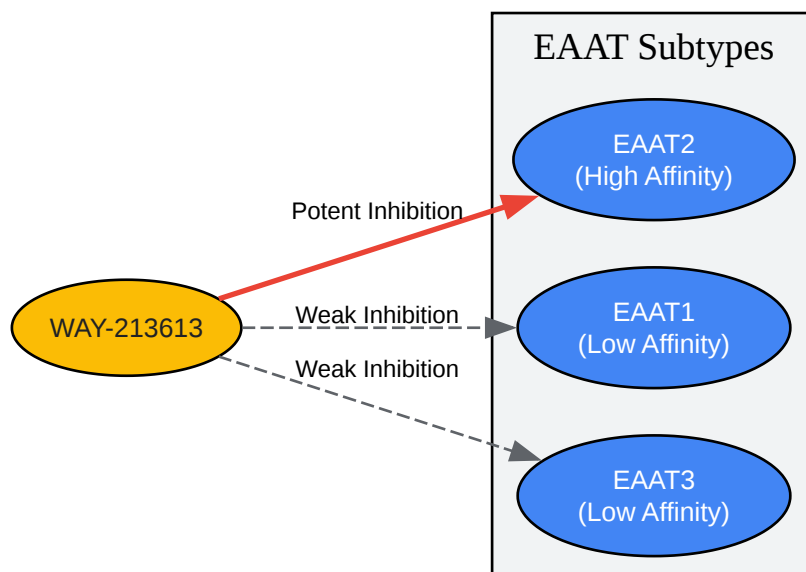 EAAT Subtypes
EAAT2
(High Affinity)
Potent Inhibition
WAY-213613
Weak Inhibition
EAAT1
(Low Affinity)
Weak Inhibition
EAAT3
(Low Affinity)